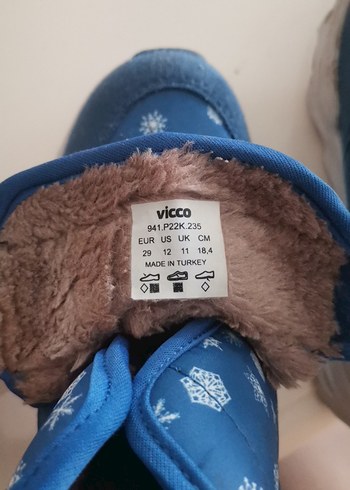 vicco
941.P22K.235
EUR US UK CM
29 12 11 18,4
MADE IN TURKEY